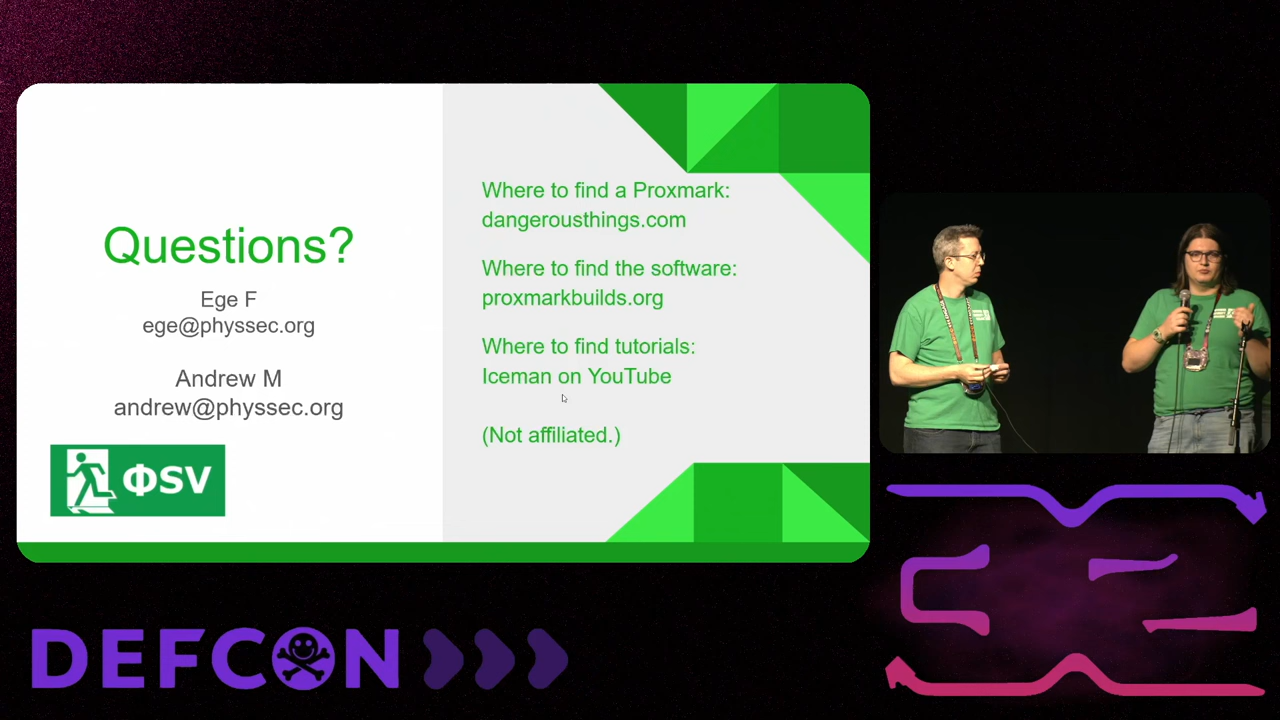 Questions?
Ege F
ege@physsec.org
Andrew M
andrew@physsec.org
ΦSV
Where to find a Proxmark:
dangerousthings.com
Where to find the software:
proxmarkbuilds.org
Where to find tutorials:
Iceman on YouTube
(Not affiliated.)
DEFCON